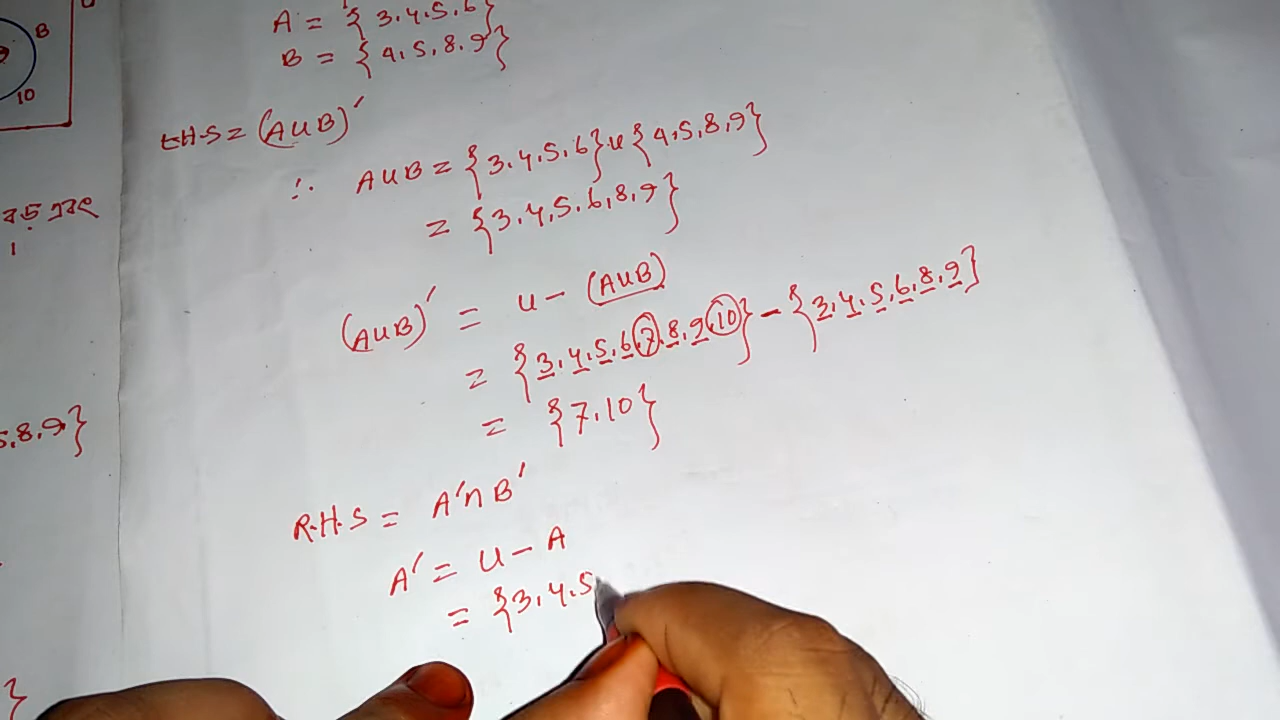 U
B
10
A = {3,4,5,6}
B = {4,5,8,9}
L.H.S = (A∪B)′
∴ A∪B = {3,4,5,6} ∪ {4,5,8,9}
= {3,4,5,6,8,9}
(A∪B)′ = U − (A∪B)
= {3,4,5,6,7,8,9,10} − {3,4,5,6,8,9}
= {7,10}
5,8,9}
R.H.S = A′∩B′
A′ = U − A
= {3,4,5
}